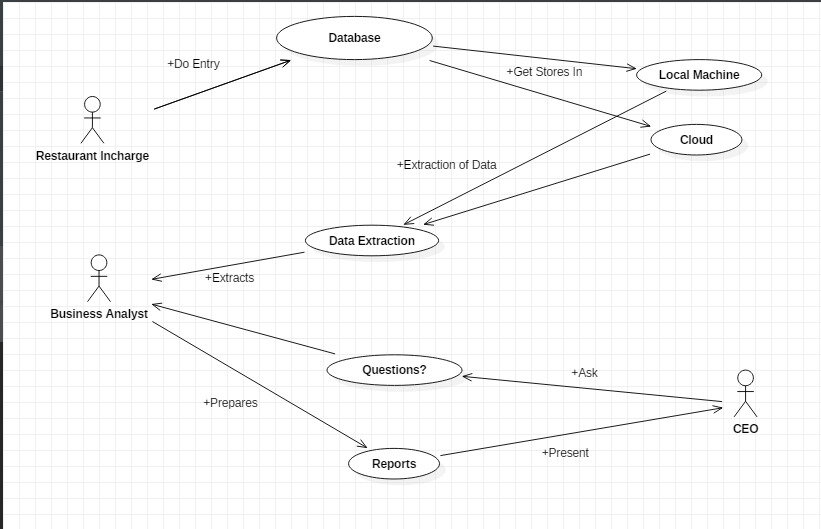 Database
+Do Entry
+Get Stores In
Local Machine
Restaurant Incharge
Cloud
+Extraction of Data
Data Extraction
+Extracts
Business Analyst
Questions?
+Ask
+Prepares
CEO
+Present
Reports